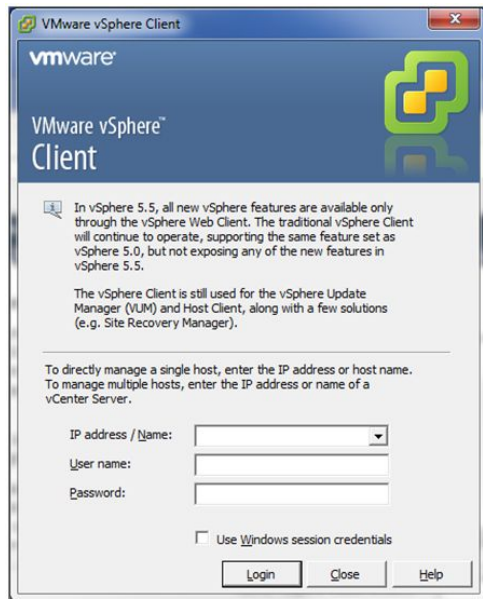 VMware vSphere Client
vmware
VMware vSphere™
Client
In vSphere 5.5, all new vSphere features are available only
through the vSphere Web Client. The traditional vSphere Client
will continue to operate, supporting the same feature set as
vSphere 5.0, but not exposing any of the new features in
vSphere 5.5.
The vSphere Client is still used for the vSphere Update
Manager (VUM) and Host Client, along with a few solutions
(e.g. Site Recovery Manager).
To directly manage a single host, enter the IP address or host name.
To manage multiple hosts, enter the IP address or name of a
vCenter Server.
IP address / Name:
User name:
Password:
Use Windows session credentials
Login Close Help